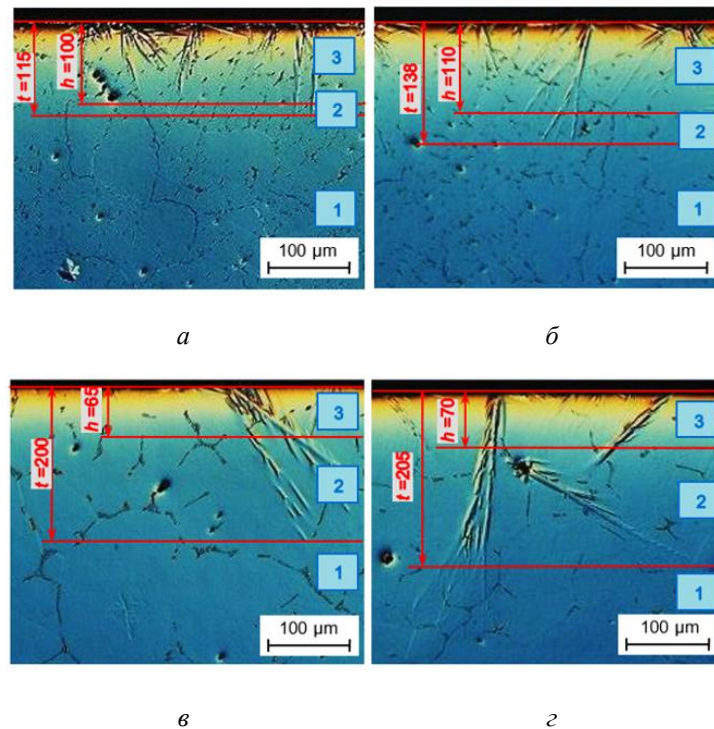 t =115
h =100
3
2
1
100 µm
а
t =138
h =110
3
2
1
100 µm
б
t =200
h =65
3
2
1
100 µm
в
t =205
h =70
3
2
1
100 µm
г